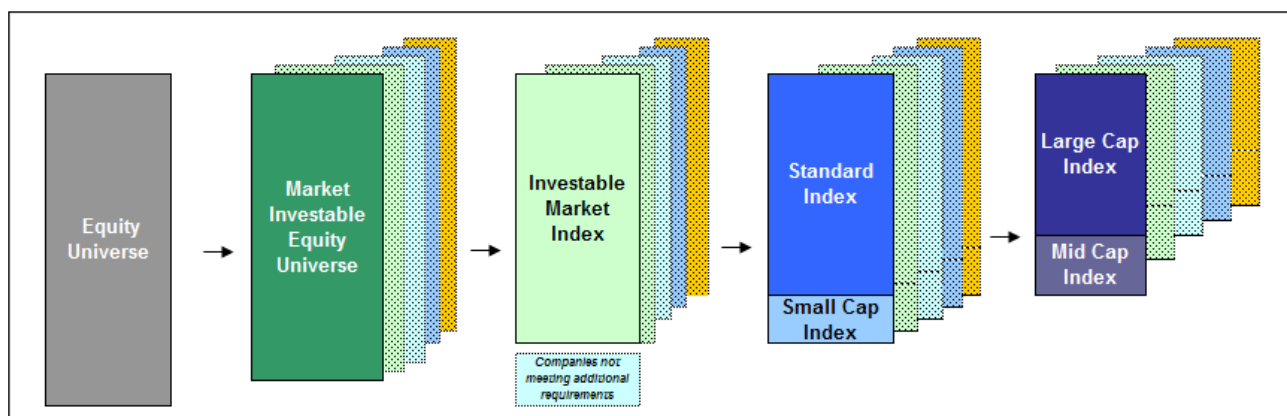 Equity
Universe
Market
Investable
Equity
Universe
Investable
Market
Index
Companies not
meeting additional
requirements
Standard
Index
Small Cap
Index
Large Cap
Index
Mid Cap
Index